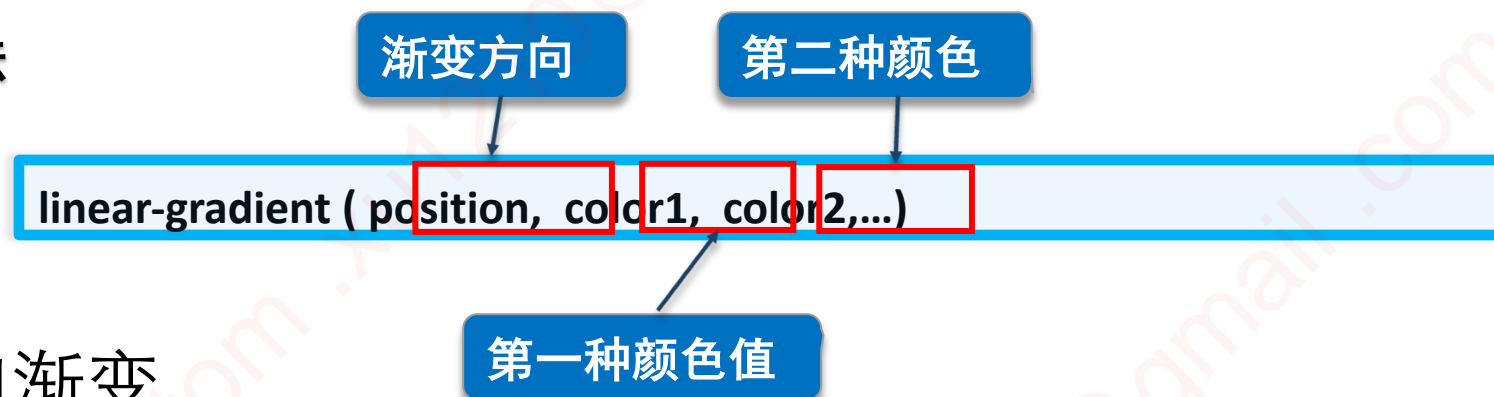 渐变方向 第二种颜色
linear-gradient ( position, color1, color2,…)
第一种颜色值
渐变